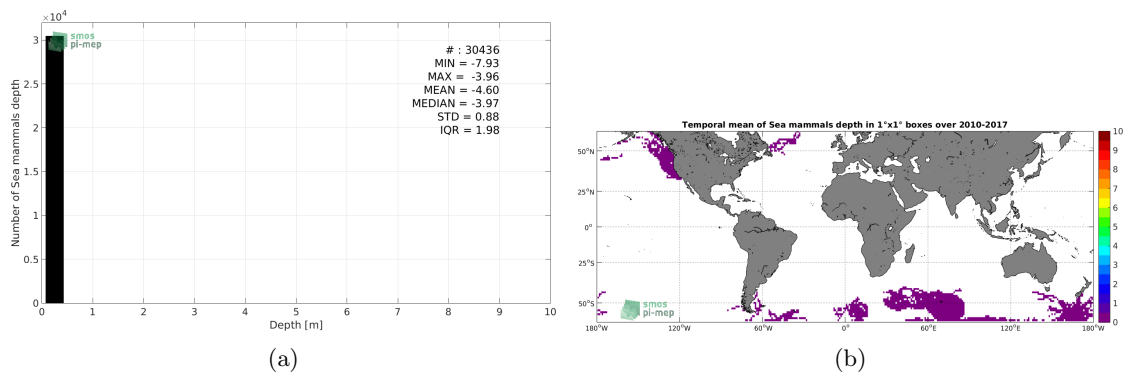 ×10⁴
smos
pi-mep
# : 30436
MIN = -7.93
MAX = -3.96
MEAN = -4.60
MEDIAN = -3.97
STD = 0.88
IQR = 1.98
3
2.5
2
1.5
1
0.5
0
Number of Sea mammals depth
0 1 2 3 4 5 6 7 8 9 10
Depth [m]
(a)
Temporal mean of Sea mammals depth in 1°x1° boxes over 2010-2017
50°N
25°N
0°
25°S
50°S
180°W 120°W 60°W 0° 60°E 120°E 180°W
smos
pi-mep
10
9
8
7
6
5
4
3
2
1
0
(b)